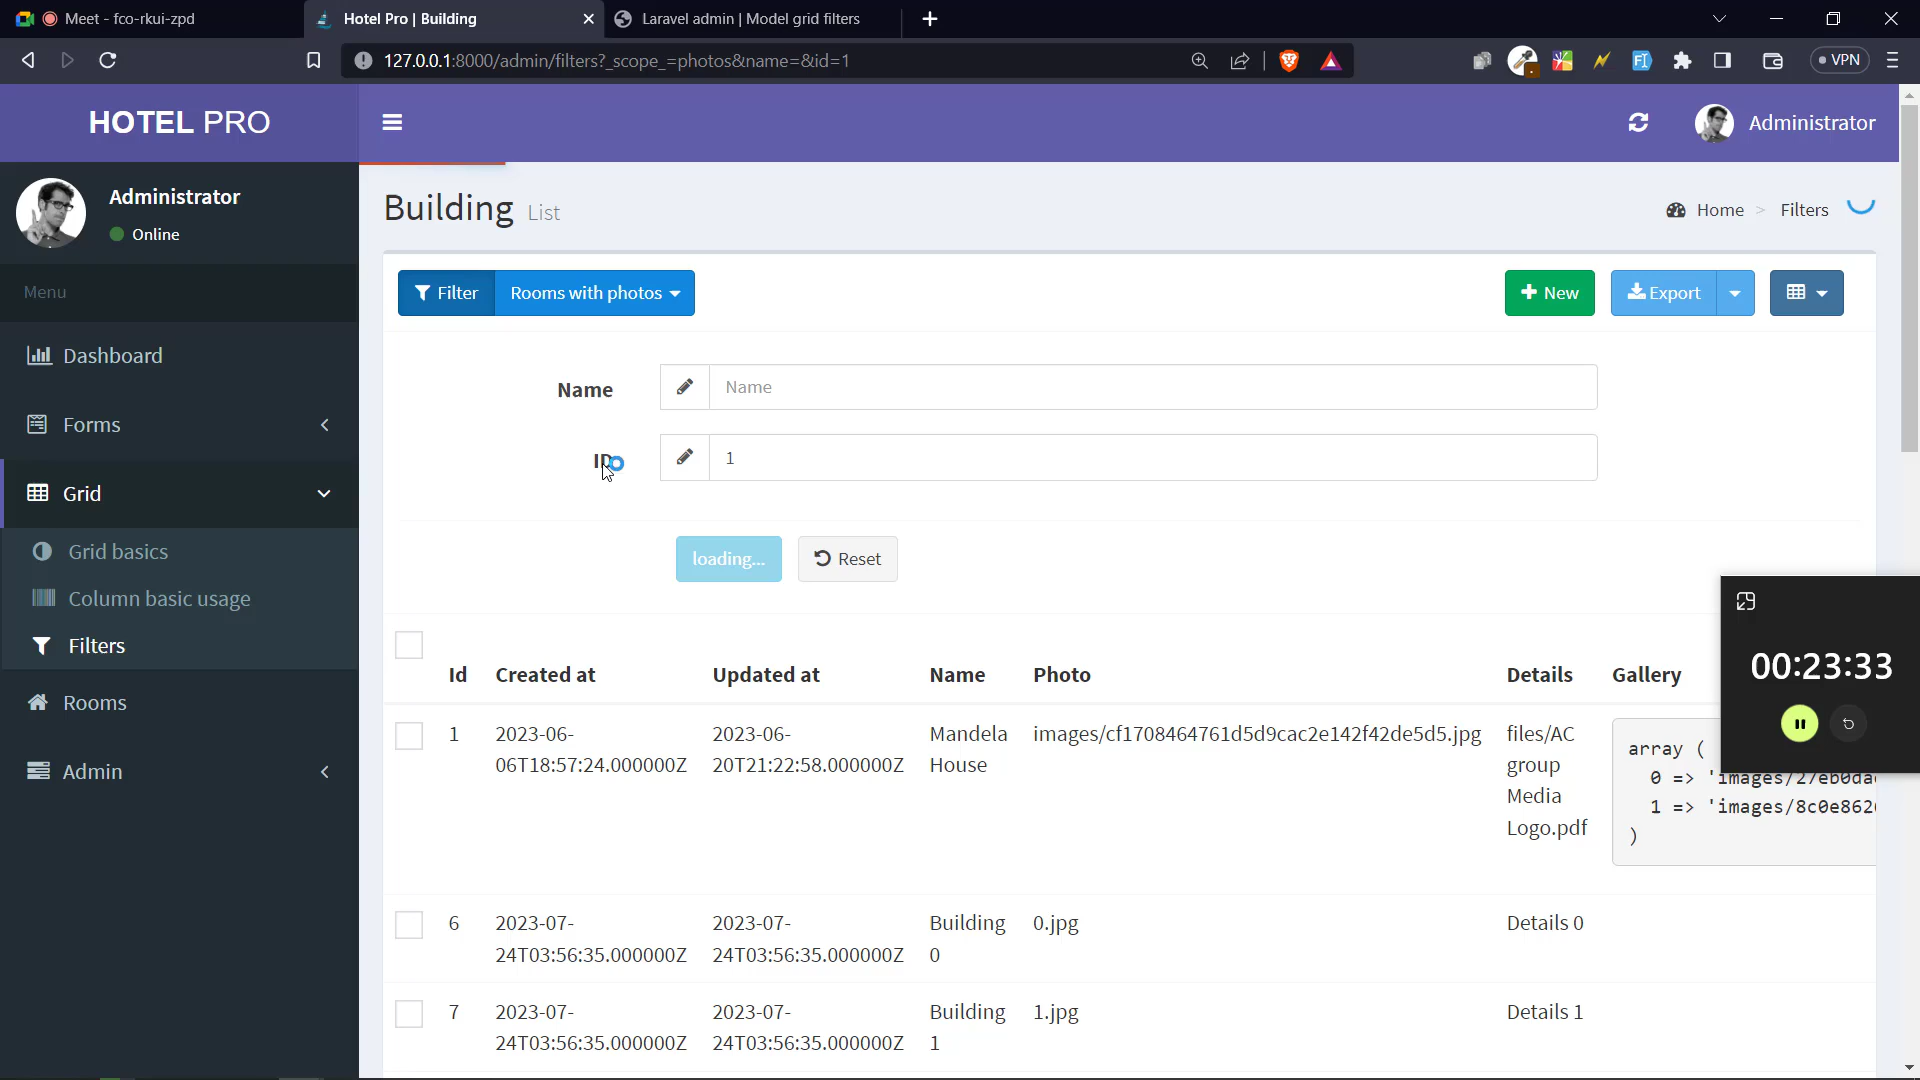 Meet - fco-rkui-zpd
Hotel Pro | Building
Laravel admin | Model grid filters
127.0.0.1:8000/admin/filters?_scope_=photos&name=&id=1
VPN
HOTEL PRO
Administrator
Administrator
Online
Menu
Dashboard
Forms
Grid
Grid basics
Column basic usage
Filters
Rooms
Admin
Building List
Home > Filters
Filter
Rooms with photos
New
Export
Name
Name
ID
1
loading...
Reset
Id Created at Updated at Name Photo Details Gallery
1 2023-06- 2023-06- Mandela images/cf1708464761d5d9cac2e142f42de5d5.jpg files/AC
06T18:57:24.000000Z 20T21:22:58.000000Z House group
Media
Logo.pdf
array (
0 => 'images/27eb0da
1 => 'images/8c0e862
)
6 2023-07- 2023-07- Building 0.jpg Details 0
24T03:56:35.000000Z 24T03:56:35.000000Z 0
7 2023-07- 2023-07- Building 1.jpg Details 1
24T03:56:35.000000Z 24T03:56:35.000000Z 1
00:23:33